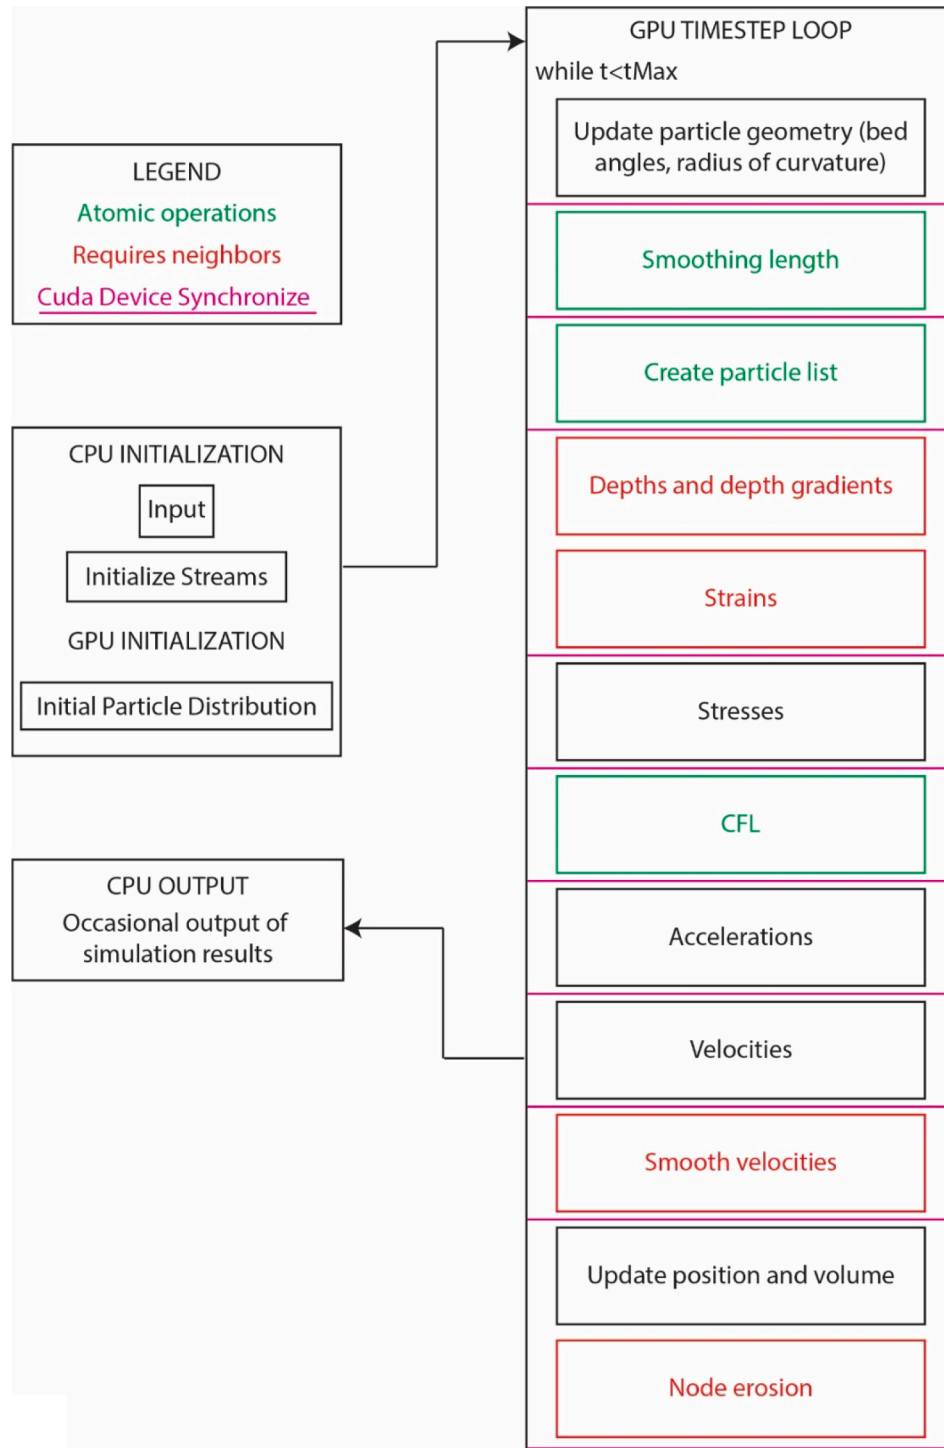 GPU TIMESTEP LOOP
while t<tMax
Update particle geometry (bed
angles, radius of curvature)
LEGEND
Atomic operations
Requires neighbors
Cuda Device Synchronize
Smoothing length
Create particle list
CPU INITIALIZATION
Input
Initialize Streams
GPU INITIALIZATION
Initial Particle Distribution
Depths and depth gradients
Strains
Stresses
CFL
CPU OUTPUT
Occasional output of
simulation results
Accelerations
Velocities
Smooth velocities
Update position and volume
Node erosion